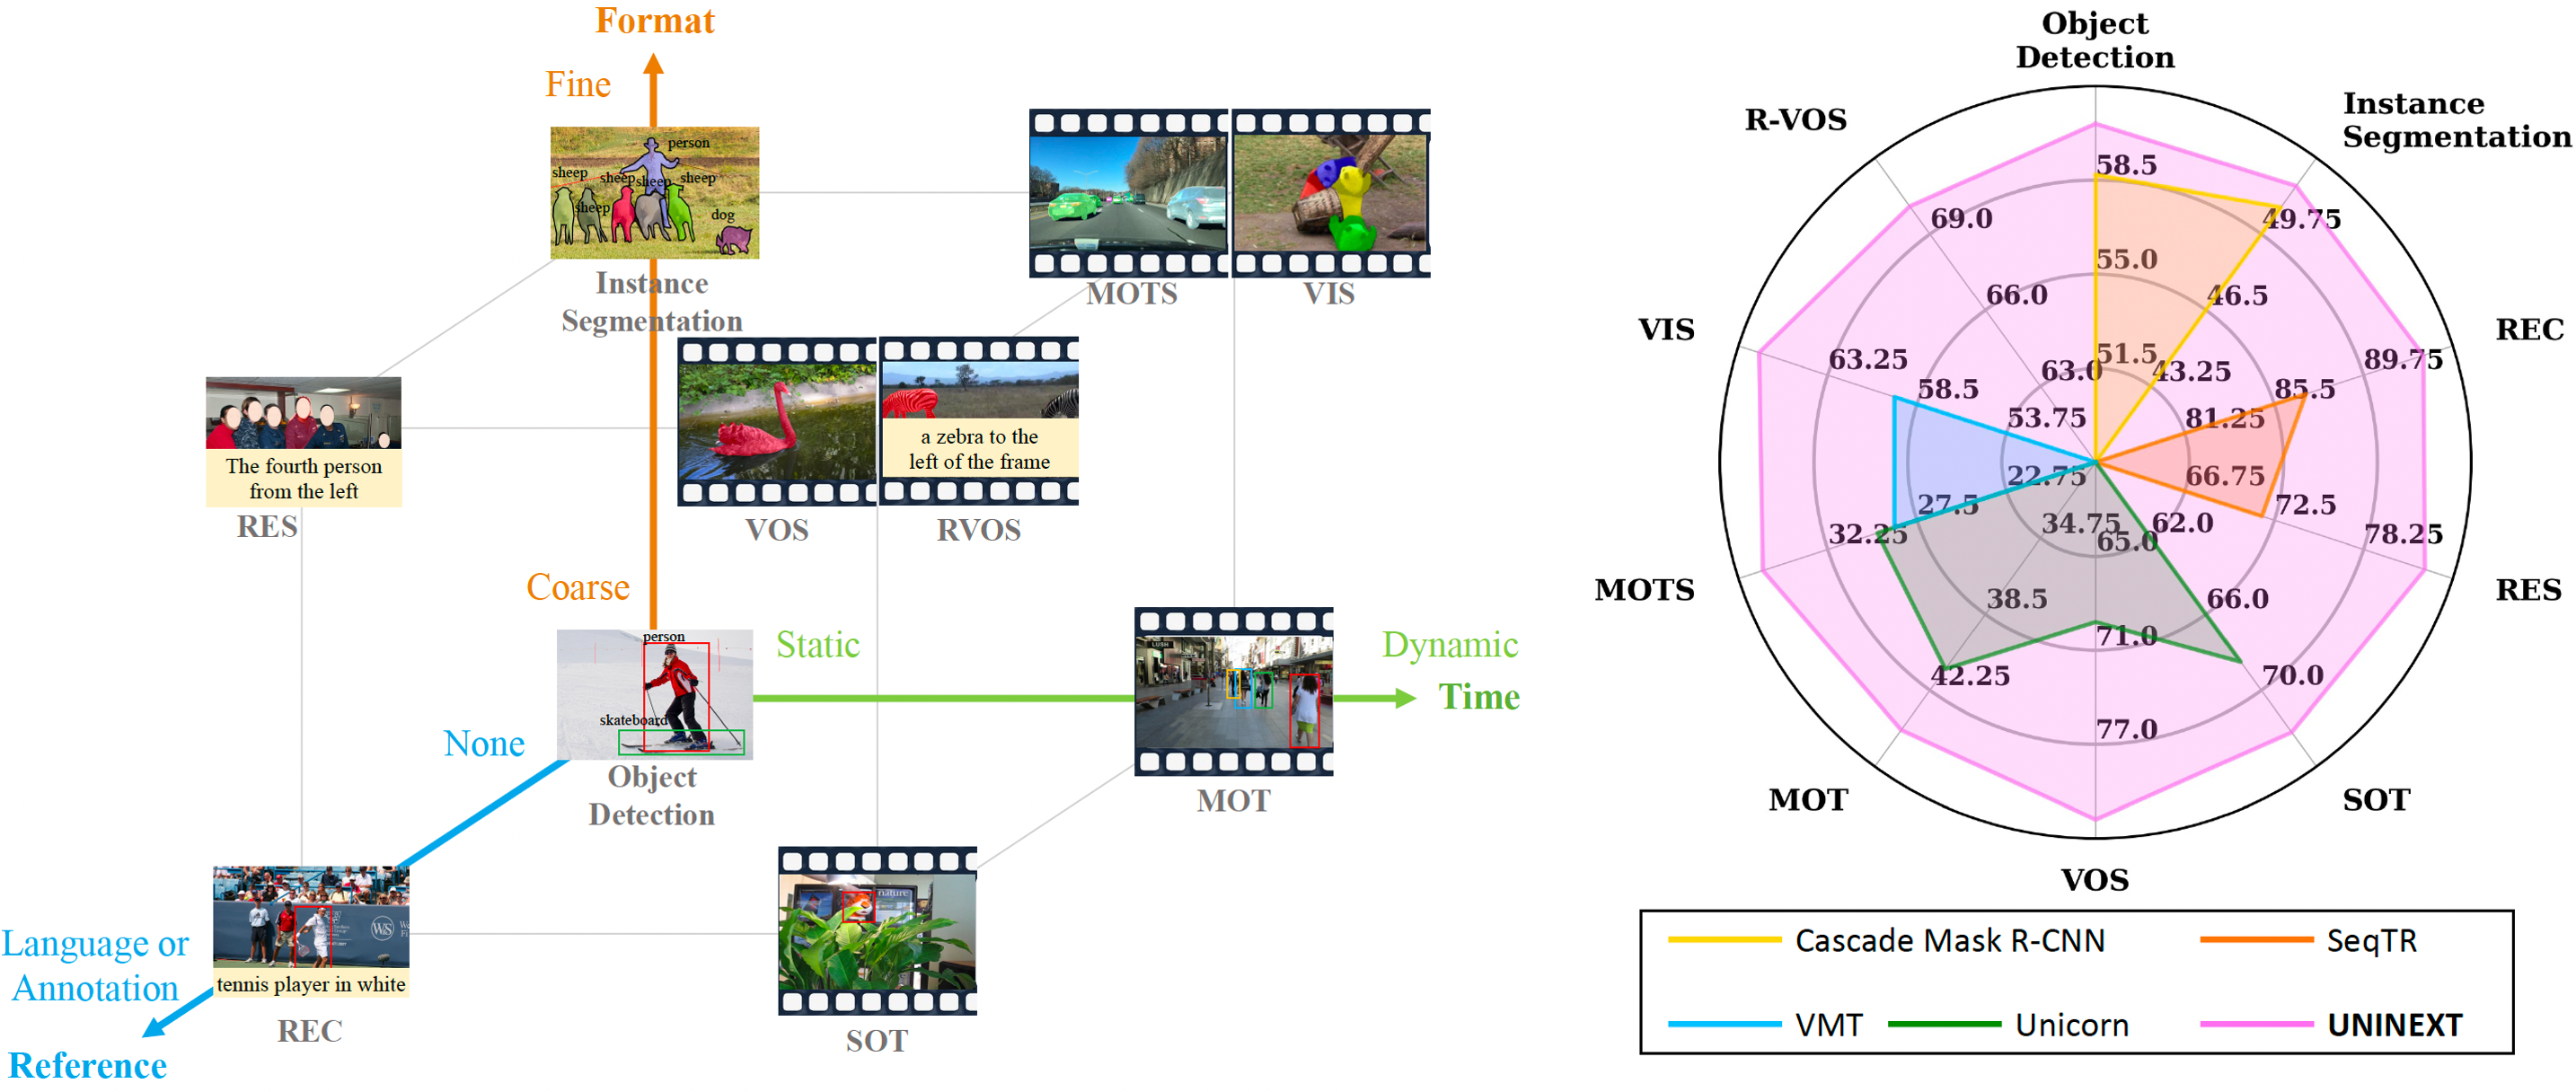 Format
Fine
person
sheep
sheep
sheep
sheep
sheep
dog
Instance
Segmentation
MOTS
VIS
The fourth person
from the left
RES
VOS
a zebra to the
left of the frame
RVOS
Coarse
person
skateboard
Static
Dynamic
Time
LUSH
None
Object
Detection
MOT
W&S
tennis player in white
Language or
Annotation
REC
Reference
nature
SOT
Object
Detection
Instance
Segmentation
R-VOS
58.5
49.75
69.0
55.0
46.5
66.0
REC
VIS
89.75
63.25
51.5
43.25
63.0
85.5
58.5
81.25
53.75
66.75
22.75
72.5
27.5
62.0
34.75
65.0
78.25
32.25
RES
MOTS
66.0
38.5
71.0
70.0
42.25
77.0
SOT
MOT
VOS
Cascade Mask R-CNN
SeqTR
VMT
Unicorn
UNINEXT